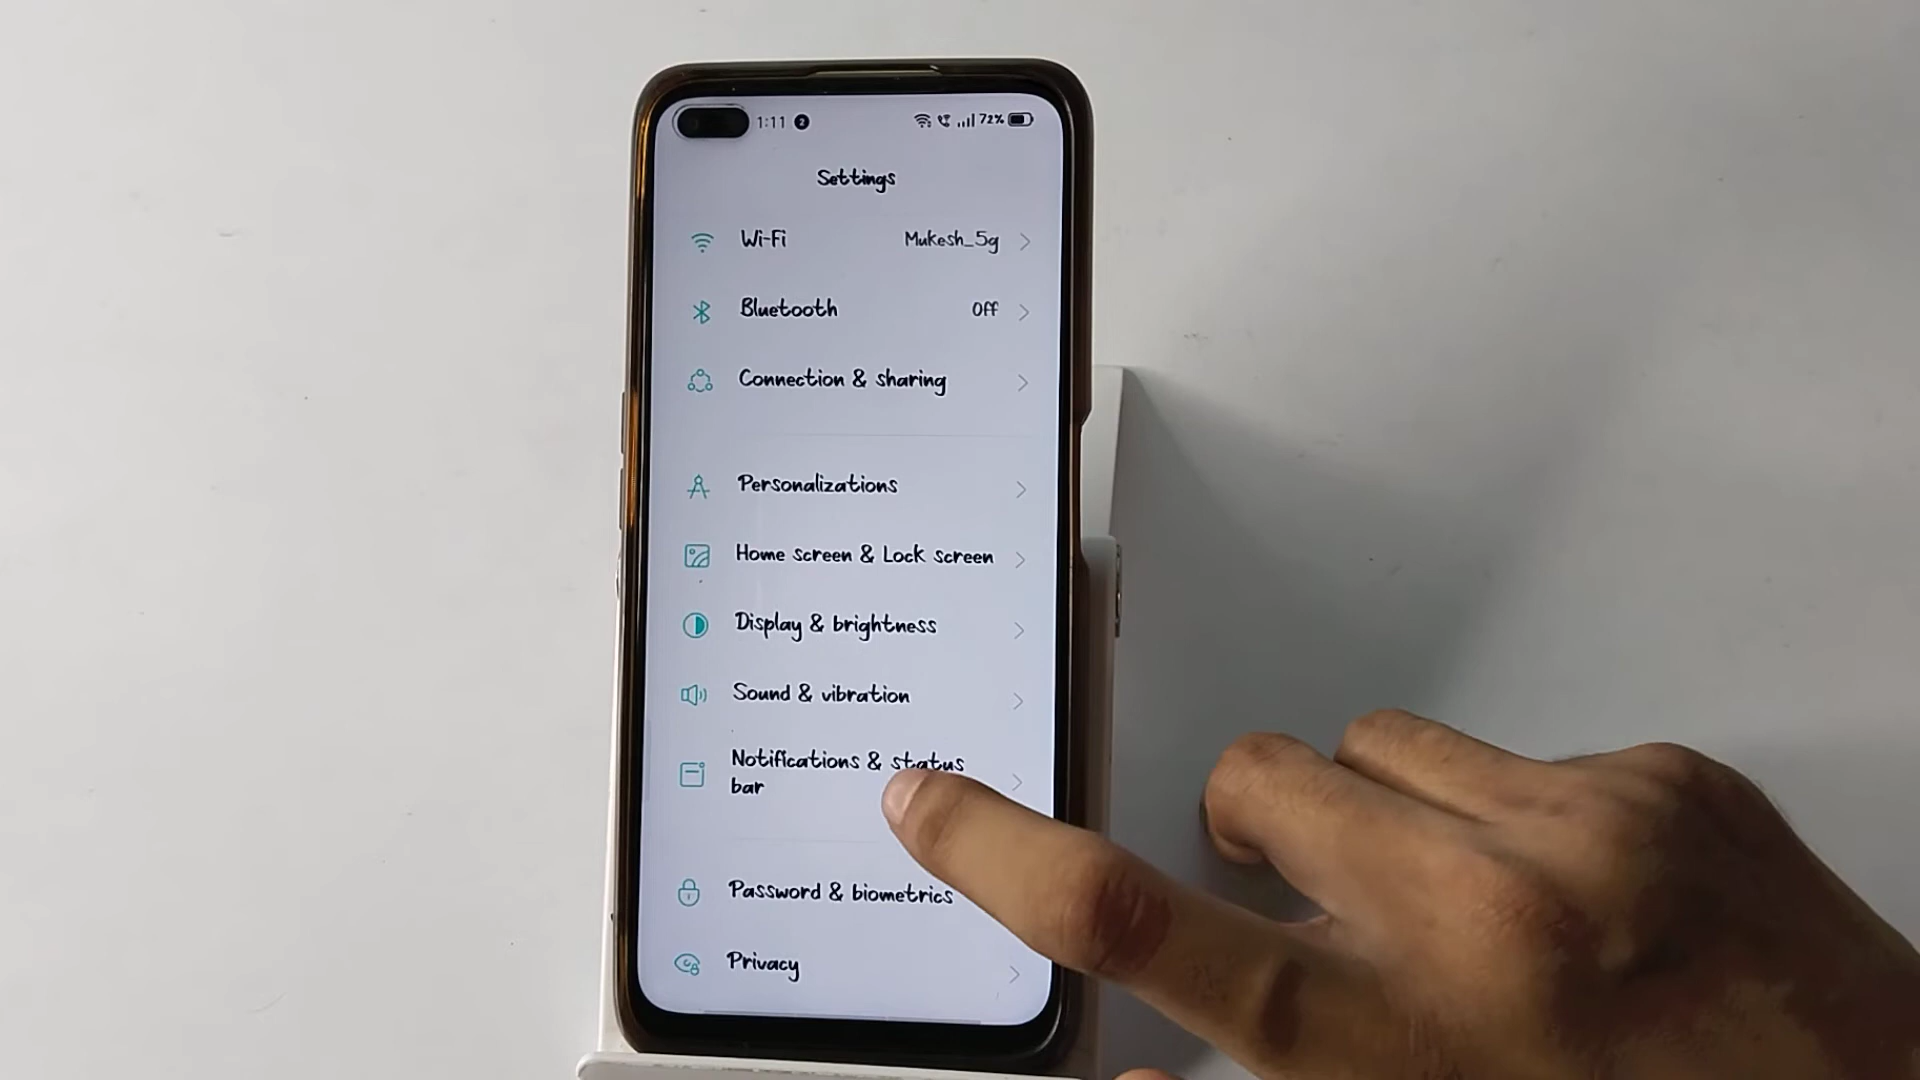 1:11 2 72%
Settings
Wi-Fi Mukesh_5g
Bluetooth Off
Connection & sharing
Personalizations
Home screen & Lock screen
Display & brightness
Sound & vibration
Notifications & status
bar
Password & biometrics
Privacy